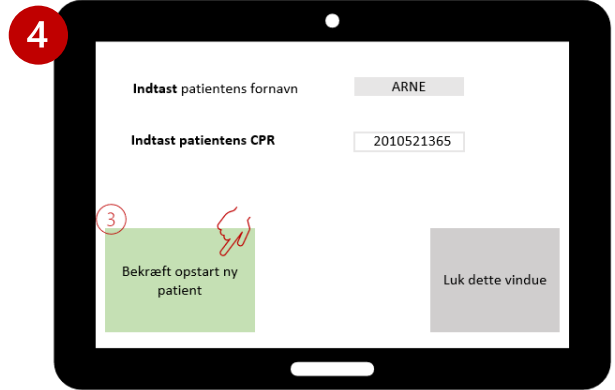 4
Indtast patientens fornavn
ARNE
Indtast patientens CPR
2010521365
3
Bekræft opstart ny
patient
Luk dette vindue